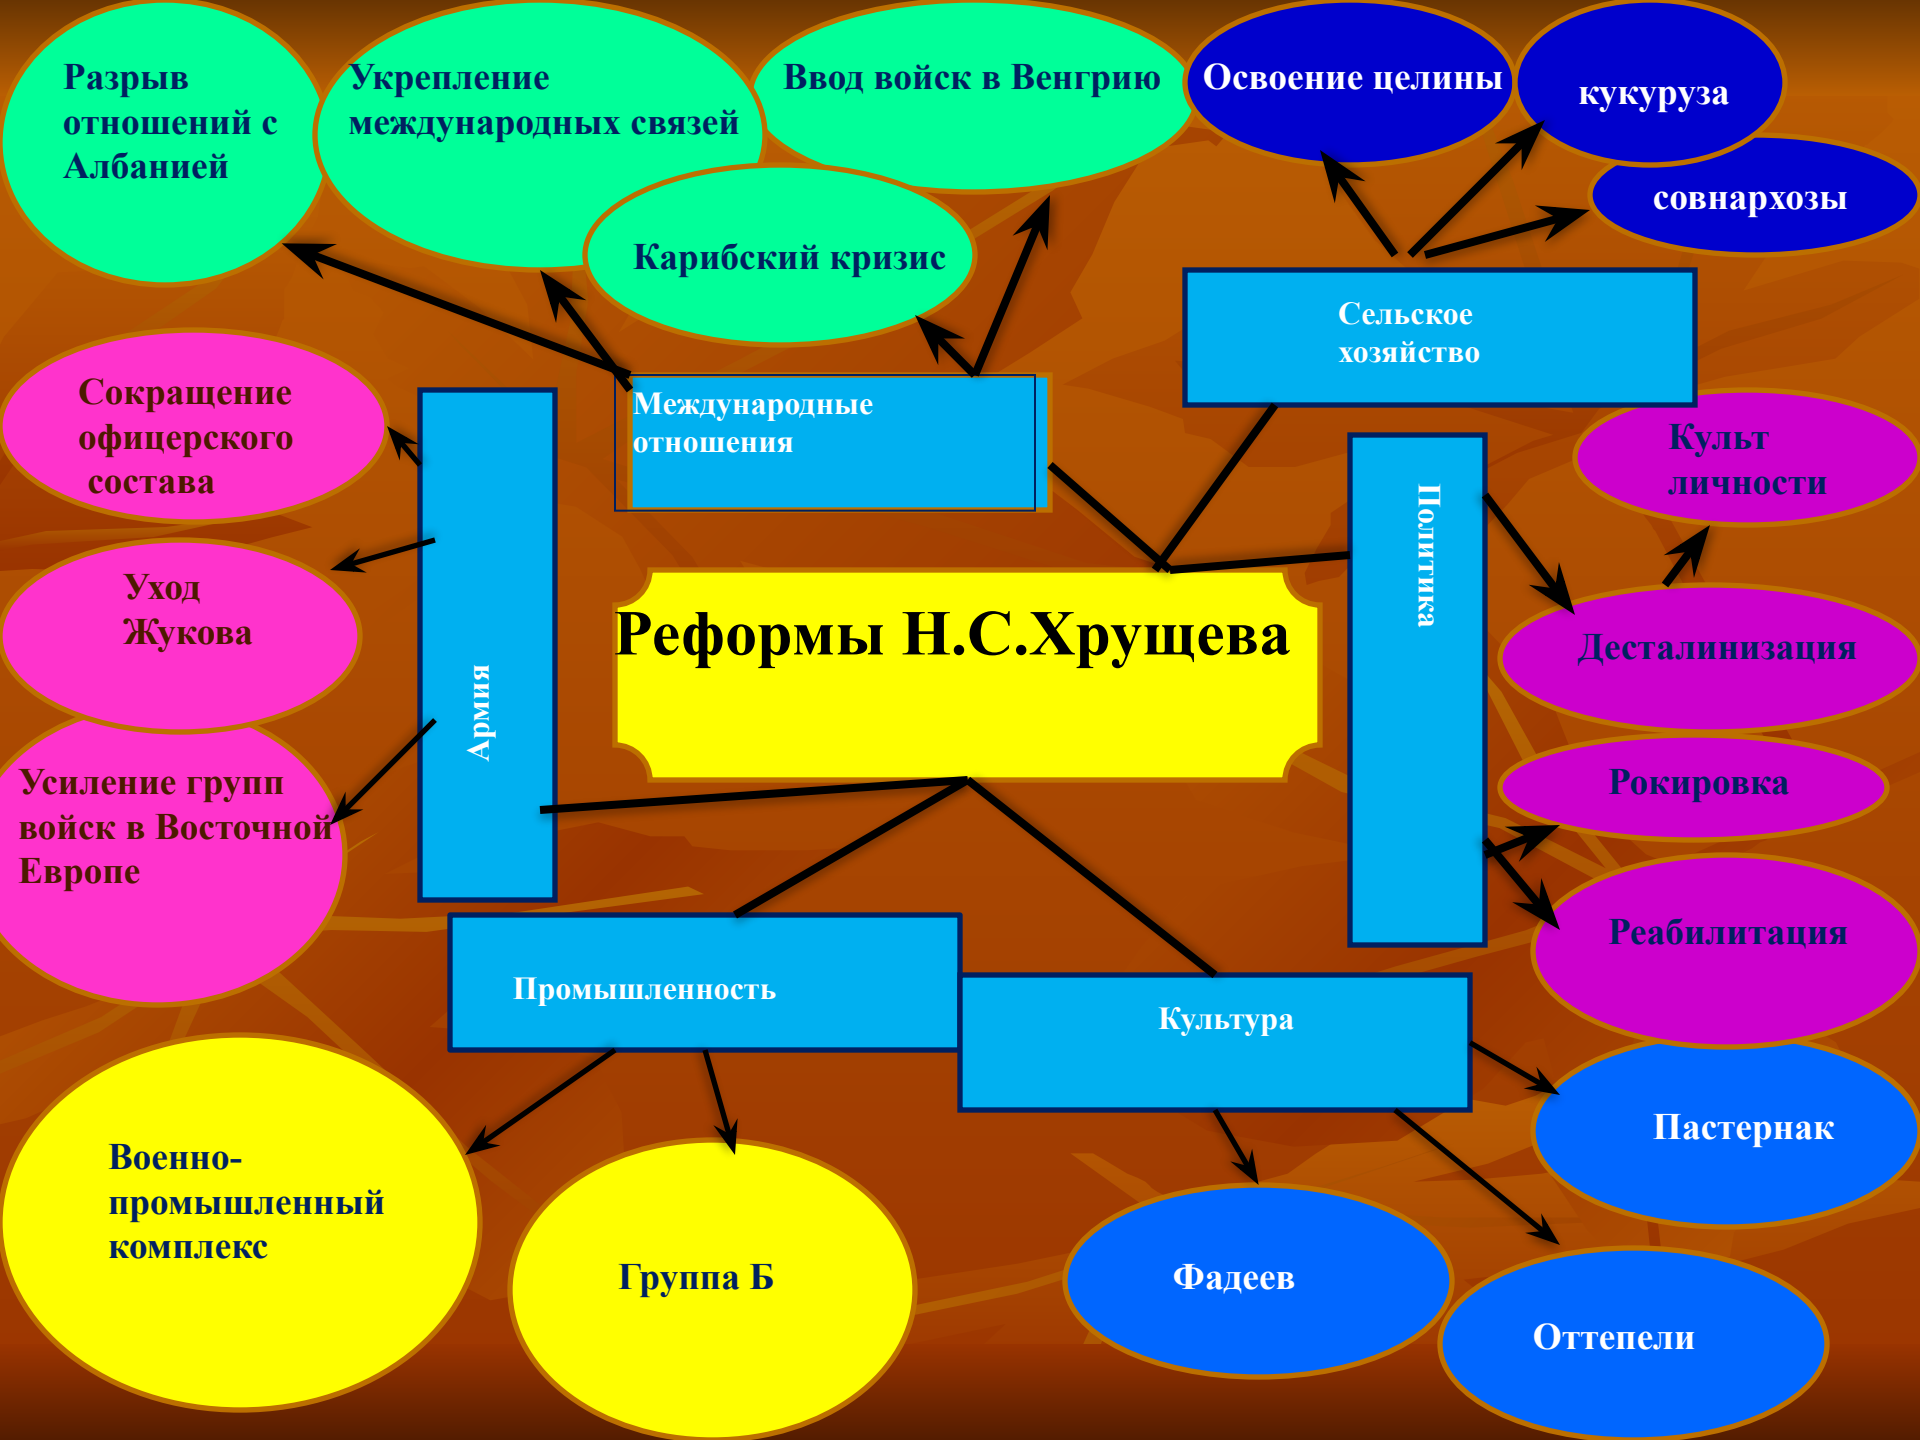 Разрыв
отношений с
Албанией
Укрепление
международных связей
Ввод войск в Венгрию
Освоение целины
кукуруза
совнархозы
Карибский кризис
Сельское
хозяйство
Сокращение
офицерского
состава
Международные
отношения
Культ
личности
Политика
Уход
Жукова
Реформы Н.С.Хрущева
Десталинизация
Армия
Усиление групп
войск в Восточной
Европе
Рокировка
Реабилитация
Промышленность
Культура
Пастернак
Военно-
промышленный
комплекс
Группа Б
Фадеев
Оттепели